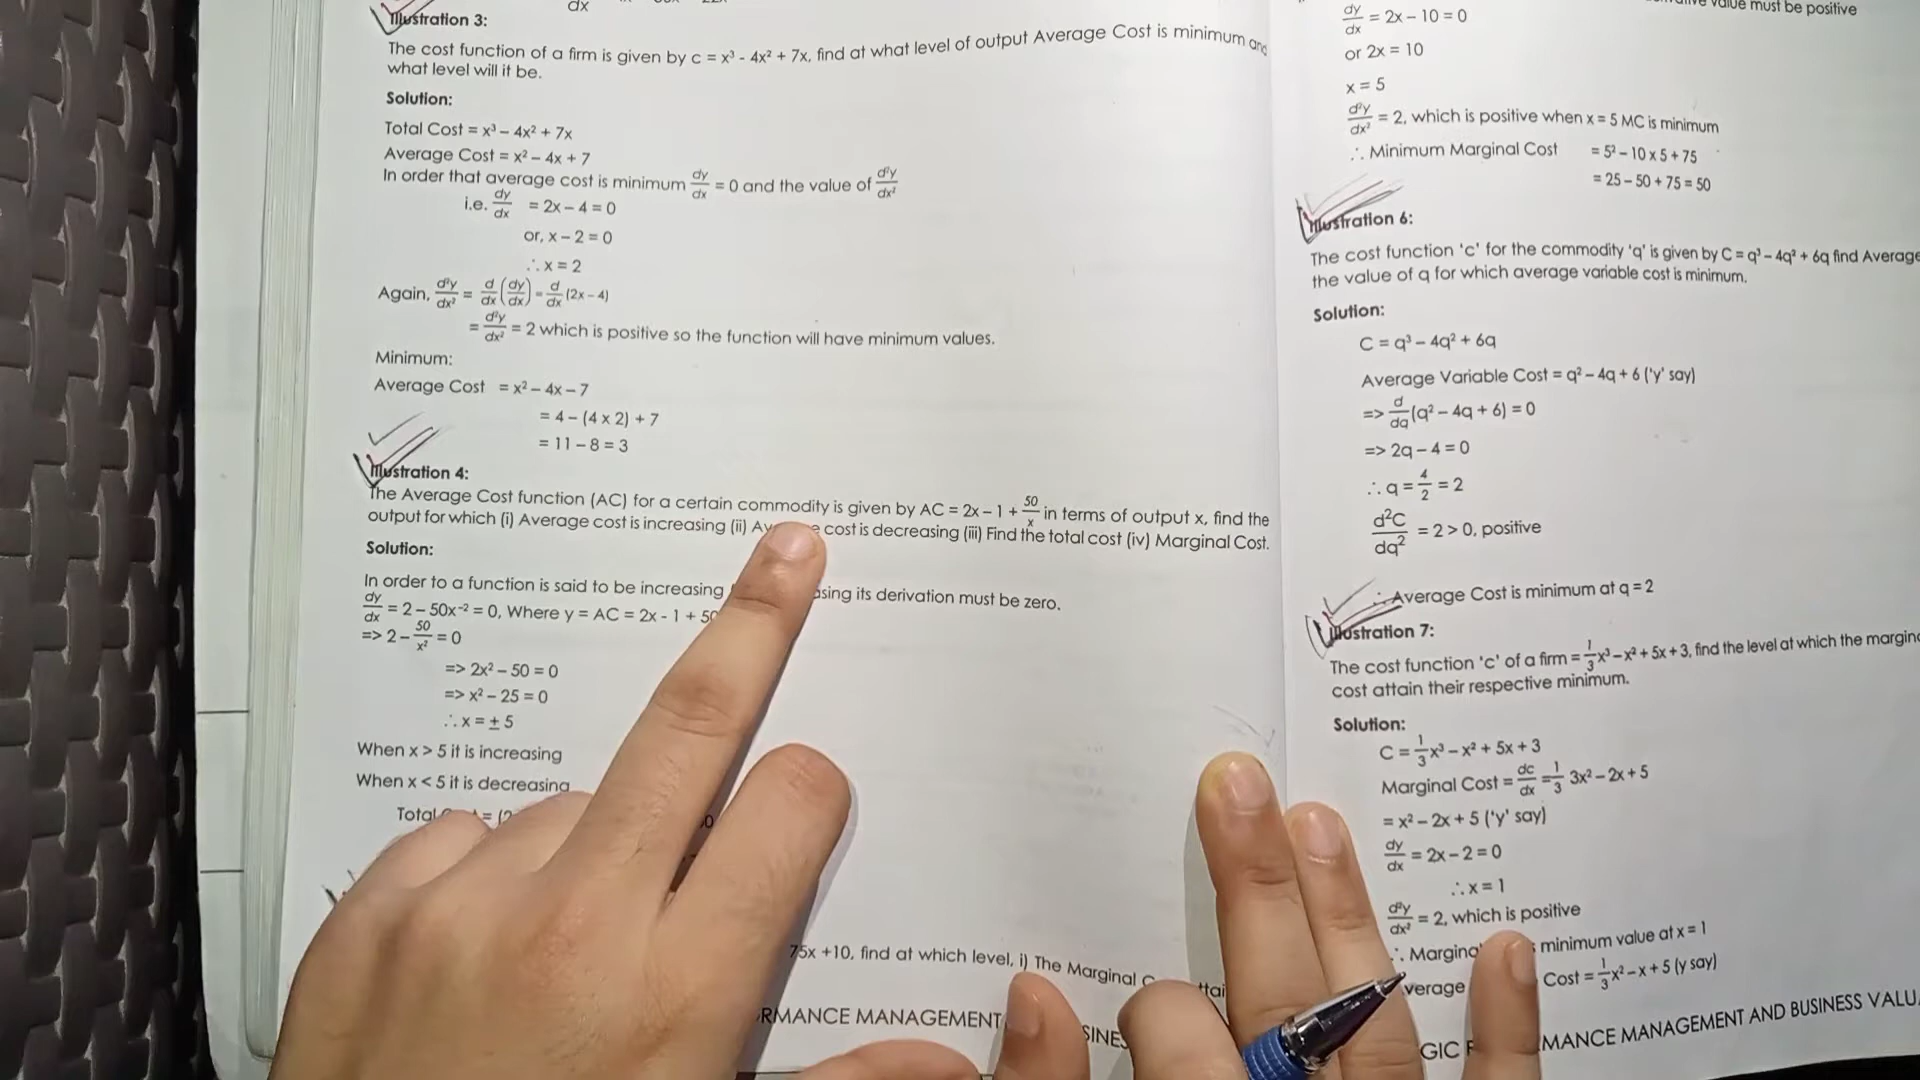 dx
Illustration 3:
The cost function of a firm is given by c = x³ - 4x² + 7x, find at what level of output Average Cost is minimum and
what level will it be.
Solution:
Total Cost = x³ – 4x² + 7x
Average Cost = x² – 4x + 7
In order that average cost is minimum dy/dx = 0 and the value of d²y/dx²
i.e. dy/dx = 2x – 4 = 0
or, x – 2 = 0
∴ x = 2
Again, d²y/dx² = d/dx (dy/dx) = d/dx (2x – 4)
= d²y/dx² = 2 which is positive so the function will have minimum values.
Minimum:
Average Cost = x² – 4x – 7
= 4 – (4 x 2) + 7
= 11 – 8 = 3
Illustration 4:
The Average Cost function (AC) for a certain commodity is given by AC = 2x – 1 + 50/x in terms of output x, find the
output for which (i) Average cost is increasing (ii) cost is decreasing (iii) Find the total cost (iv) Marginal Cost.
Solution:
In order to a function is said to be increasing its derivation must be zero.
dy/dx = 2 – 50x⁻² = 0, Where y = AC = 2x - 1 +
=> 2 – 50/x² = 0
=> 2x² – 50 = 0
=> x² – 25 = 0
∴ x = ± 5
When x > 5 it is increasing
When x < 5 it is decreasing
Total = (2
75x +10, find at which level, i) The Marginal
MANAGEMENT
value must be positive
dy/dx = 2x – 10 = 0
or 2x = 10
x = 5
d²y/dx² = 2, which is positive when x = 5 MC is minimum
∴ Minimum Marginal Cost = 5² – 10 x 5 + 75
= 25 – 50 + 75 = 50
Illustration 6:
The cost function 'c' for the commodity 'q' is given by C = q³ – 4q² + 6q find Average
the value of q for which average variable cost is minimum.
Solution:
C = q³ – 4q² + 6q
Average Variable Cost = q² – 4q + 6 ('y' say)
=> d/dq (q² – 4q + 6) = 0
=> 2q – 4 = 0
∴ q = 4/2 = 2
d²C/dq² = 2 > 0, positive
∴ Average Cost is minimum at q = 2
Illustration 7:
The cost function 'c' of a firm = 1/3 x³ – x² + 5x + 3, find the level at which the
cost attain their respective minimum.
Solution:
C = 1/3 x³ – x² + 5x + 3
Marginal Cost = dc/dx = 1/3 3x² – 2x + 5
= x² – 2x + 5 ('y' say)
dy/dx = 2x – 2 = 0
∴ x = 1
d²y/dx² = 2, which is positive
∴ minimum value at x = 1
Cost = 1/3 x² – x + 5 (y say)
MANAGEMENT AND BUSINESS